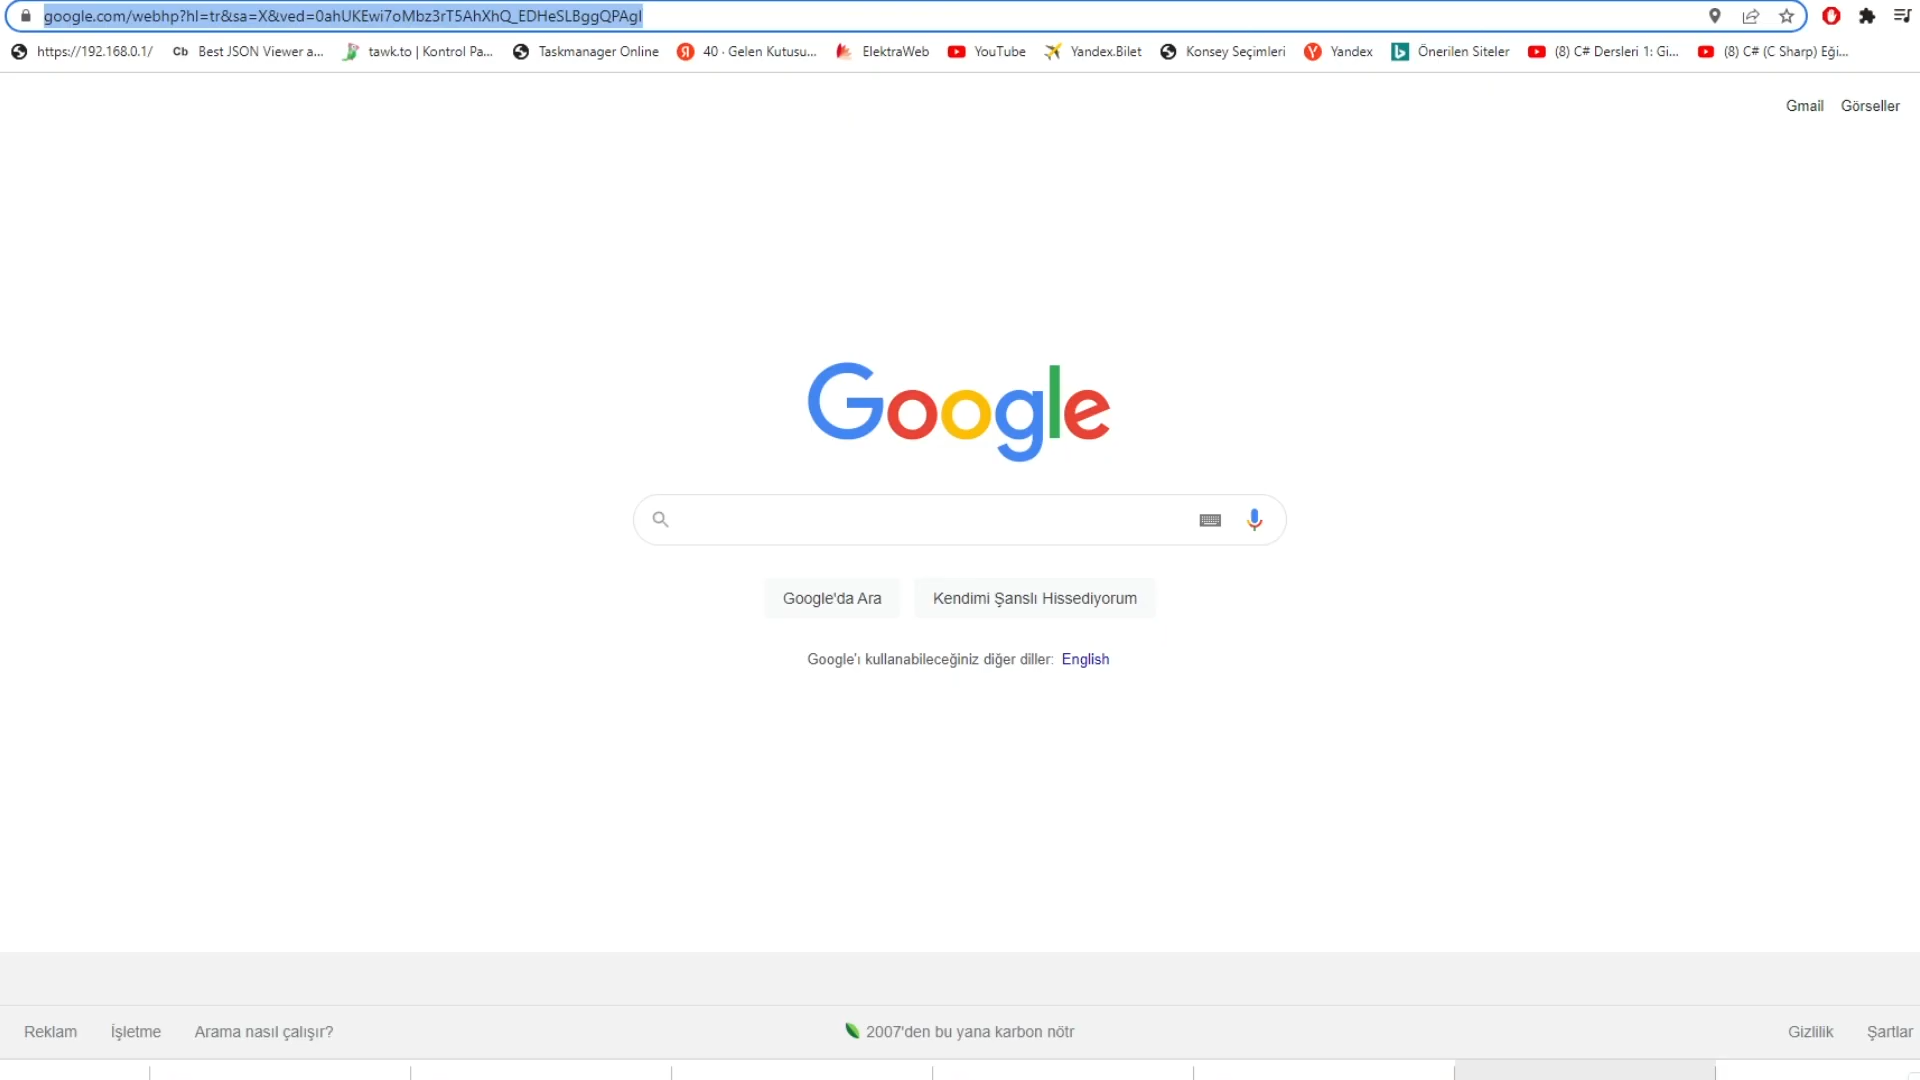 google.com/webhp?hl=tr&sa=X&ved=0ahUKEwi7oMbz3rT5AhXhQ_EDHeSLBggQPAgI
https://192.168.0.1/ Cb Best JSON Viewer a... tawk.to | Kontrol Pa... Taskmanager Online 40 · Gelen Kutusu... ElektraWeb YouTube Yandex.Bilet Konsey Seçimleri Yandex Önerilen Siteler (8) C# Dersleri 1: Gi... (8) C# (C Sharp) Eği...
Gmail Görseller
Google
Google'da Ara Kendimi Şanslı Hissediyorum
Google'ı kullanabileceğiniz diğer diller: English
Reklam İşletme Arama nasıl çalışır? 2007'den bu yana karbon nötr Gizlilik Şartlar